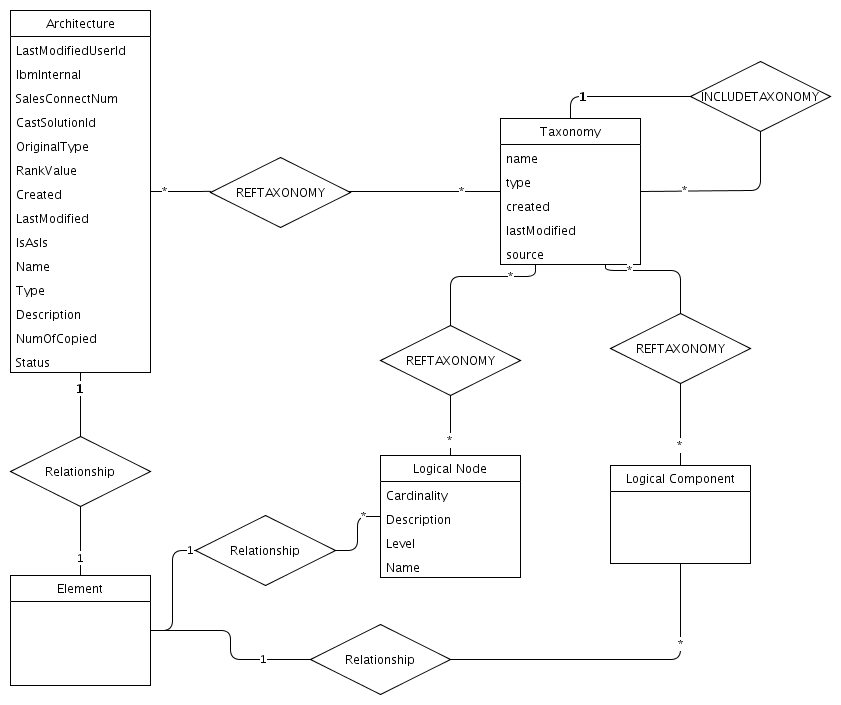 Architecture
LastModifiedUserId
IbmInternal
SalesConnectNum
CastSolutionId
OriginalType
RankValue
Created
LastModified
IsAsIs
Name
Type
Description
NumOfCopied
Status
* REFTAXONOMY *
1 INCLUDETAXONOMY
*
Taxonomy
name
type
created
lastModified
source
* *
REFTAXONOMY
REFTAXONOMY
* *
1
Relationship
1
Logical Node
Cardinality
Description
Level
Name
Logical Component
1 Relationship *
Element
1 Relationship *